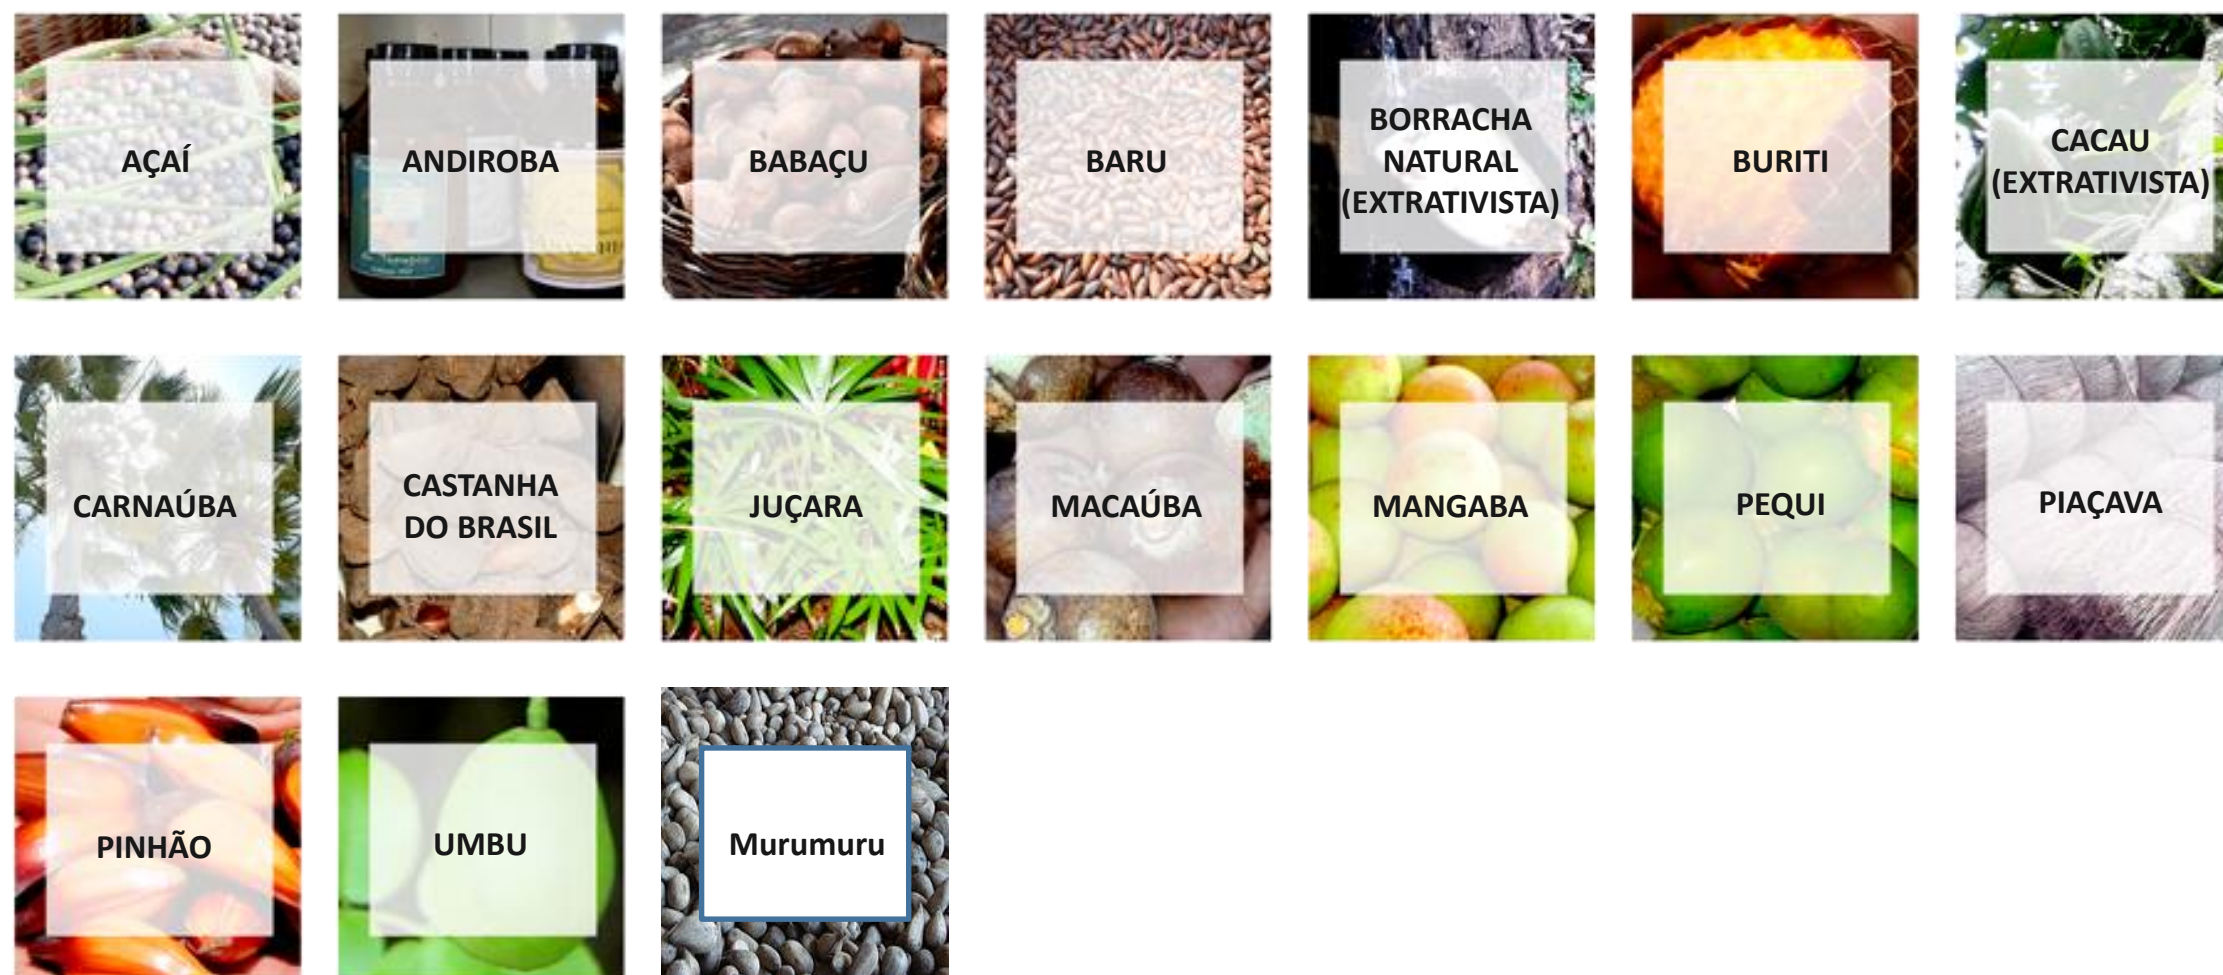 AÇAÍ
ANDIROBA
BABAÇU
BARU
BORRACHA
NATURAL
(EXTRATIVISTA)
BURITI
CACAU
(EXTRATIVISTA)
CARNAÚBA
CASTANHA
DO BRASIL
JUÇARA
MACAÚBA
MANGABA
PEQUI
PIAÇAVA
PINHÃO
UMBU
Murumuru